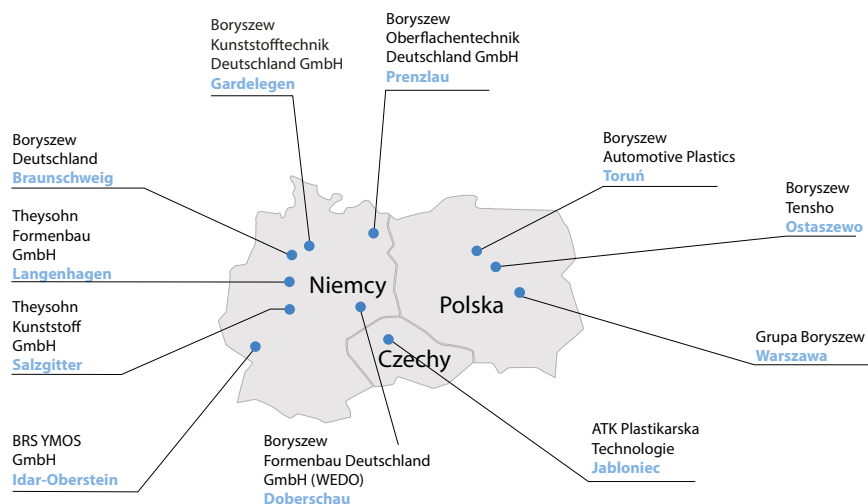 Boryszew
Kunststofftechnik
Deutschland GmbH
Gardelegen
Boryszew
Oberflachentechnik
Deutschland GmbH
Prenzlau
Boryszew
Deutschland
Braunschweig
Boryszew
Automotive Plastics
Toruń
Boryszew
Tensho
Ostaszewo
Theysohn
Formenbau
GmbH
Langenhagen
Niemcy
Polska
Theysohn
Kunststoff
GmbH
Salzgitter
Czechy
Grupa Boryszew
Warszawa
BRS YMOS
GmbH
Idar-Oberstein
Boryszew
Formenbau Deutschland
GmbH (WEDO)
Doberschau
ATK Plastikarska
Technologie
Jabloniec